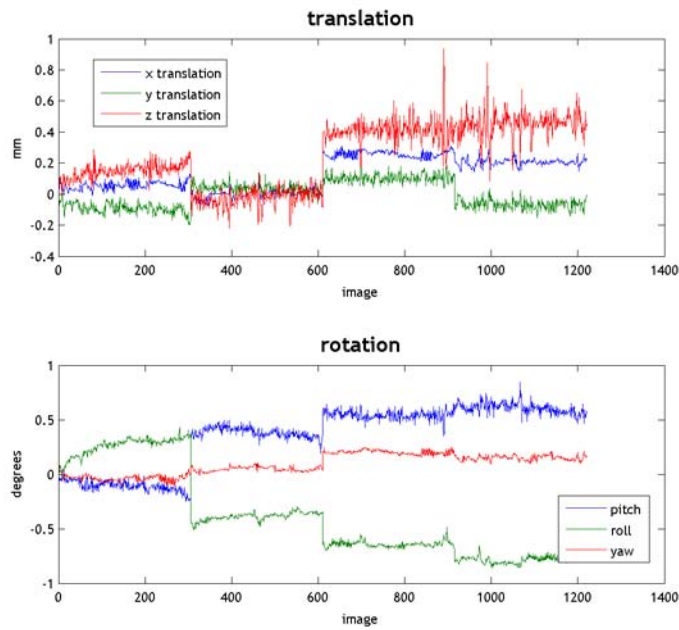 translation
1
0.8
0.6
0.4
0.2
0
-0.2
-0.4
mm
x translation
y translation
z translation
0 200 400 600 800 1000 1200 1400
image
rotation
1
0.5
0
-0.5
-1
degrees
pitch
roll
yaw
0 200 400 600 800 1000 1200 1400
image